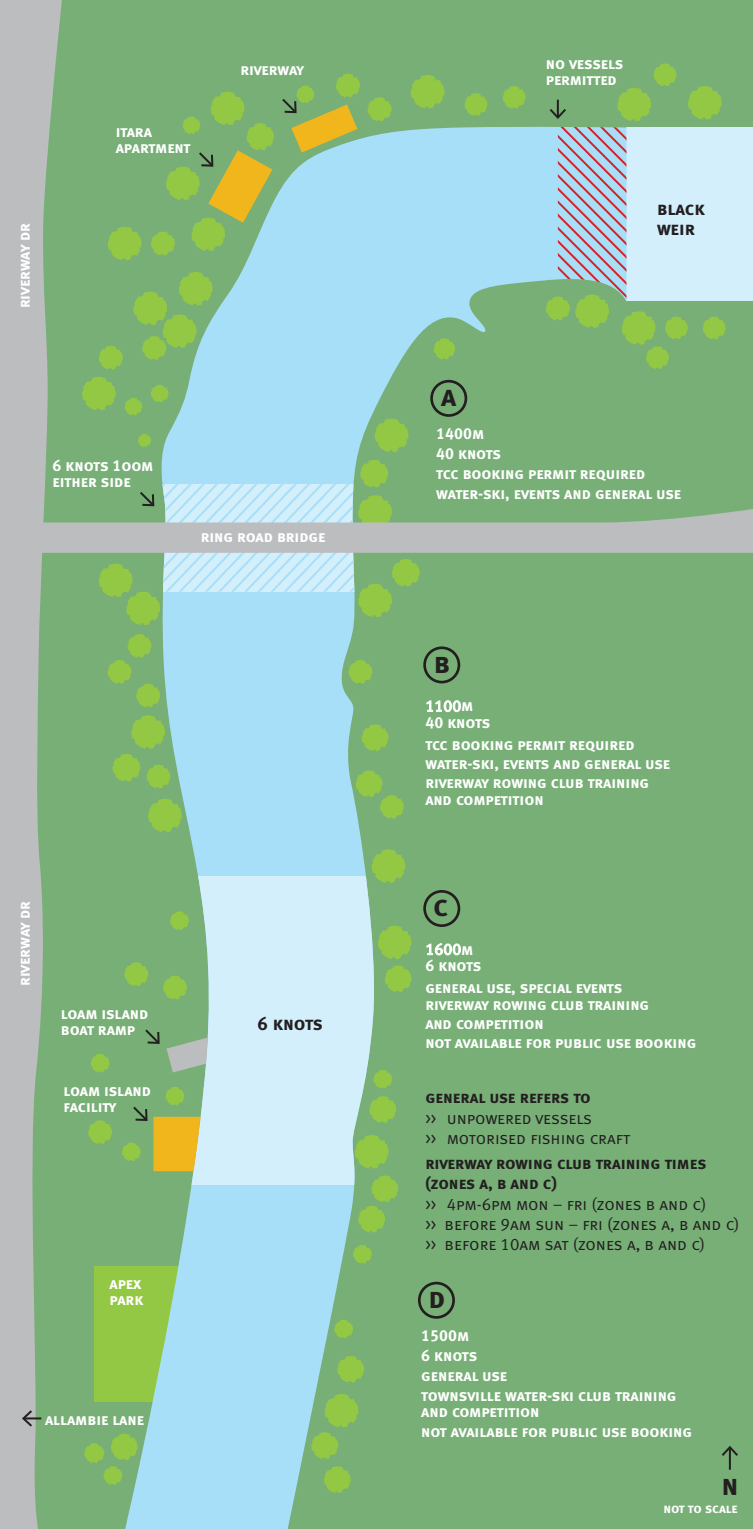 RIVERWAY
NO VESSELS
PERMITTED
ITARA
APARTMENT
BLACK
WEIR
RIVERWAY DR
A
1400M
40 KNOTS
TCC BOOKING PERMIT REQUIRED
WATER-SKI, EVENTS AND GENERAL USE
6 KNOTS 100M
EITHER SIDE
RING ROAD BRIDGE
B
1100M
40 KNOTS
TCC BOOKING PERMIT REQUIRED
WATER-SKI, EVENTS AND GENERAL USE
RIVERWAY ROWING CLUB TRAINING
AND COMPETITION
RIVERWAY DR
C
1600M
6 KNOTS
GENERAL USE, SPECIAL EVENTS
RIVERWAY ROWING CLUB TRAINING
AND COMPETITION
NOT AVAILABLE FOR PUBLIC USE BOOKING
6 KNOTS
LOAM ISLAND
BOAT RAMP
LOAM ISLAND
FACILITY
GENERAL USE REFERS TO
» UNPOWERED VESSELS
» MOTORISED FISHING CRAFT
RIVERWAY ROWING CLUB TRAINING TIMES
(ZONES A, B AND C)
» 4PM-6PM MON – FRI (ZONES B AND C)
» BEFORE 9AM SUN – FRI (ZONES A, B AND C)
» BEFORE 10AM SAT (ZONES A, B AND C)
APEX
PARK
D
1500M
6 KNOTS
GENERAL USE
TOWNSVILLE WATER-SKI CLUB TRAINING
AND COMPETITION
NOT AVAILABLE FOR PUBLIC USE BOOKING
ALLAMBIE LANE
N
NOT TO SCALE